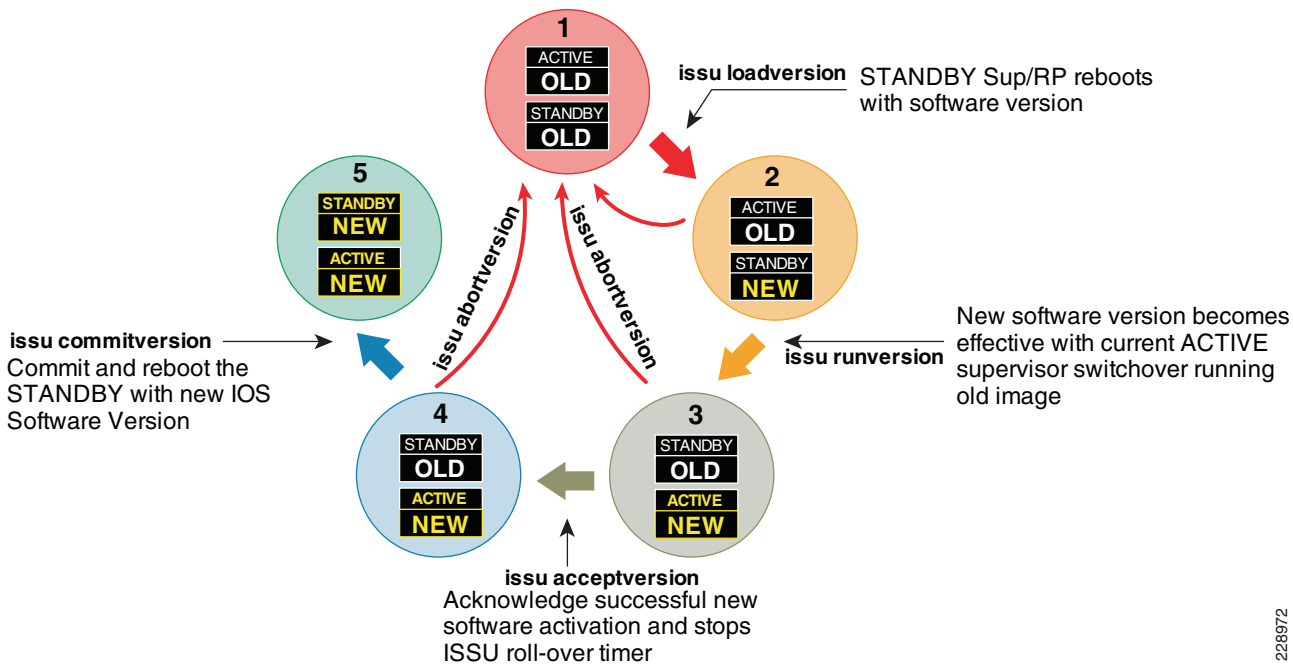 1
ACTIVE
OLD
STANDBY
OLD
issu loadversion
STANDBY Sup/RP reboots
with software version
2
ACTIVE
OLD
STANDBY
NEW
issu runversion
New software version becomes
effective with current ACTIVE
supervisor switchover running
old image
3
STANDBY
OLD
ACTIVE
NEW
issu abortversion
issu acceptversion
Acknowledge successful new
software activation and stops
ISSU roll-over timer
4
STANDBY
OLD
ACTIVE
NEW
issu abortversion
issu commitversion
Commit and reboot the
STANDBY with new IOS
Software Version
5
STANDBY
NEW
ACTIVE
NEW
228972